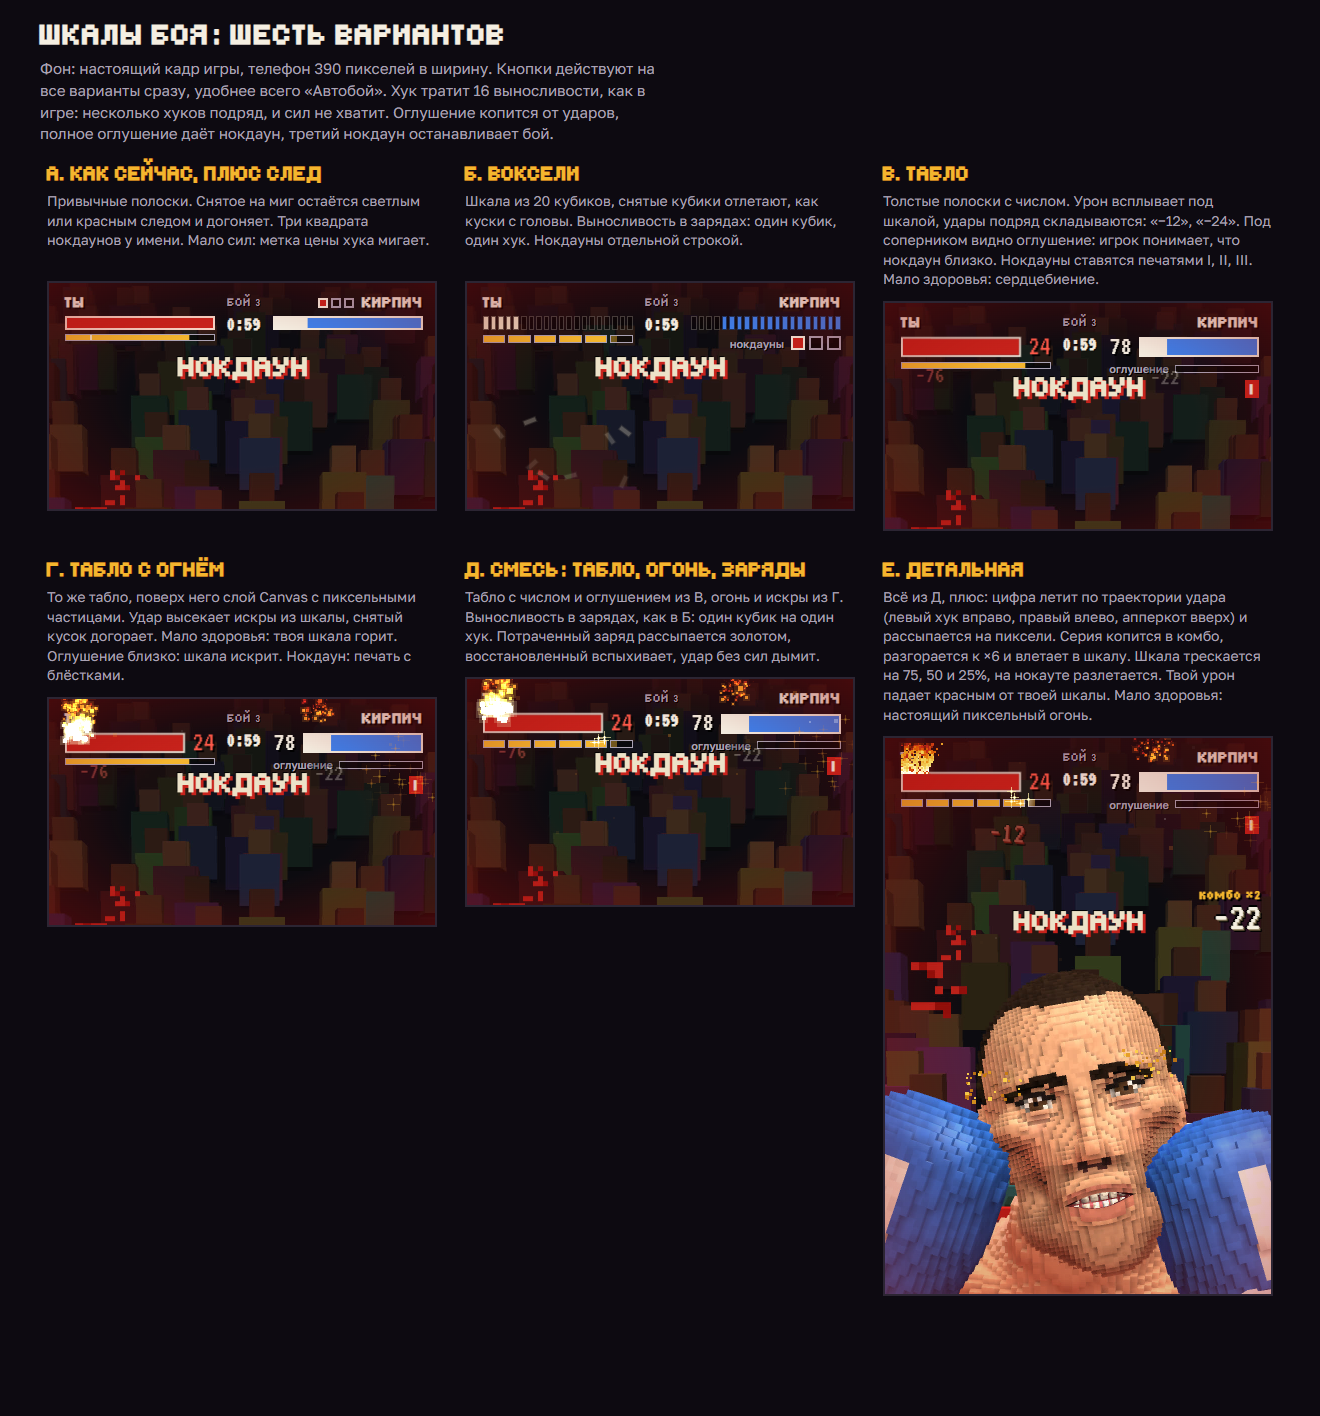 ШКАЛЫ БОЯ: ШЕСТЬ ВАРИАНТОВ
Фон: настоящий кадр игры, телефон 390 пикселей в ширину. Кнопки действуют на
все варианты сразу, удобнее всего «Автобой». Хук тратит 16 выносливости, как в
игре: несколько хуков подряд, и сил не хватит. Оглушение копится от ударов,
полное оглушение даёт нокдаун, третий нокдаун останавливает бой.
А. КАК СЕЙЧАС, ПЛЮС СЛЕД
Привычные полоски. Снятое на миг остаётся светлым
или красным следом и догоняет. Три квадрата
нокдаунов у имени. Мало сил: метка цены хука мигает.
ТЫ
БОЙ 3
КИРПИЧ
0:59
НОКДАУН
Б. ВОКСЕЛИ
Шкала из 20 кубиков, снятые кубики отлетают, как
куски с головы. Выносливость в зарядах: один кубик,
один хук. Нокдауны отдельной строкой.
ТЫ
БОЙ 3
КИРПИЧ
0:59
нокдауны
НОКДАУН
В. ТАБЛО
Толстые полоски с числом. Урон всплывает под
шкалой, удары подряд складываются: «−12», «−24». Под
соперником видно оглушение: игрок понимает, что
нокдаун близко. Нокдауны ставятся печатями I, II, III.
Мало здоровья: сердцебиение.
ТЫ
БОЙ 3
КИРПИЧ
24
0:59
78
оглушение
-76
-22
НОКДАУН
I
Г. ТАБЛО С ОГНЁМ
То же табло, поверх него слой Canvas с пиксельными
частицами. Удар высекает искры из шкалы, снятый
кусок догорает. Мало здоровья: твоя шкала горит.
Оглушение близко: шкала искрит. Нокдаун: печать с
блёстками.
БОЙ 3
КИРПИЧ
24
0:59
78
оглушение
-76
-22
НОКДАУН
I
Д. СМЕСЬ: ТАБЛО, ОГОНЬ, ЗАРЯДЫ
Табло с числом и оглушением из В, огонь и искры из Г.
Выносливость в зарядах, как в Б: один кубик на один
хук. Потраченный заряд рассыпается золотом,
восстановленный вспыхивает, удар без сил дымит.
БОЙ 3
КИРПИЧ
24
0:59
78
оглушение
-76
-22
НОКДАУН
I
Е. ДЕТАЛЬНАЯ
Всё из Д, плюс: цифра летит по траектории удара
(левый хук вправо, правый влево, апперкот вверх) и
рассыпается на пиксели. Серия копится в комбо,
разгорается к ×6 и влетает в шкалу. Шкала трескается
на 75, 50 и 25%, на нокауте разлетается. Твой урон
падает красным от твоей шкалы. Мало здоровья:
настоящий пиксельный огонь.
БОЙ 3
КИРПИЧ
24
0:59
78
оглушение
I
-12
комбо ×2
-22
НОКДАУН